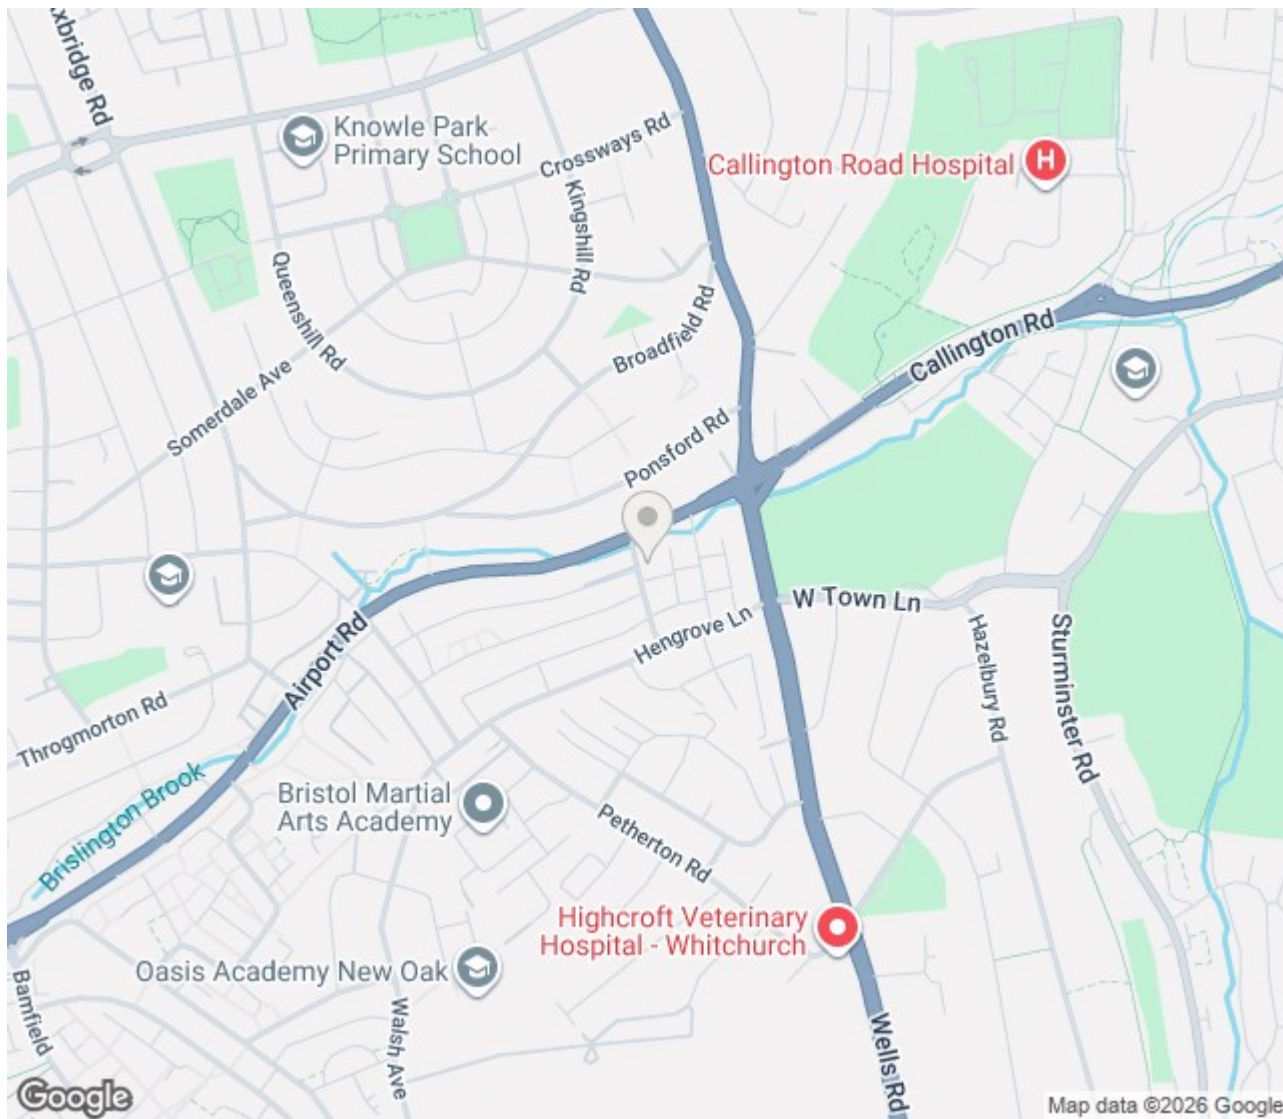 xbridge Rd
Knowle Park
Primary School
Crossways Rd
Callington Road Hospital
H
Kingshill Rd
Queenshill Rd
Broadfield Rd
Callington Rd
Somerdale Ave
Ponsford Rd
W Town Ln
Hengrove Ln
Hazelbury Rd
Sturminster Rd
Airport Rd
Throgmorton Rd
Brislington Brook
Bristol Martial
Arts Academy
Petherton Rd
Highcroft Veterinary
Hospital - Whitchurch
Oasis Academy New Oak
Bamfield
Walsh Ave
Wells Rd
Google
Map data ©2026 Google